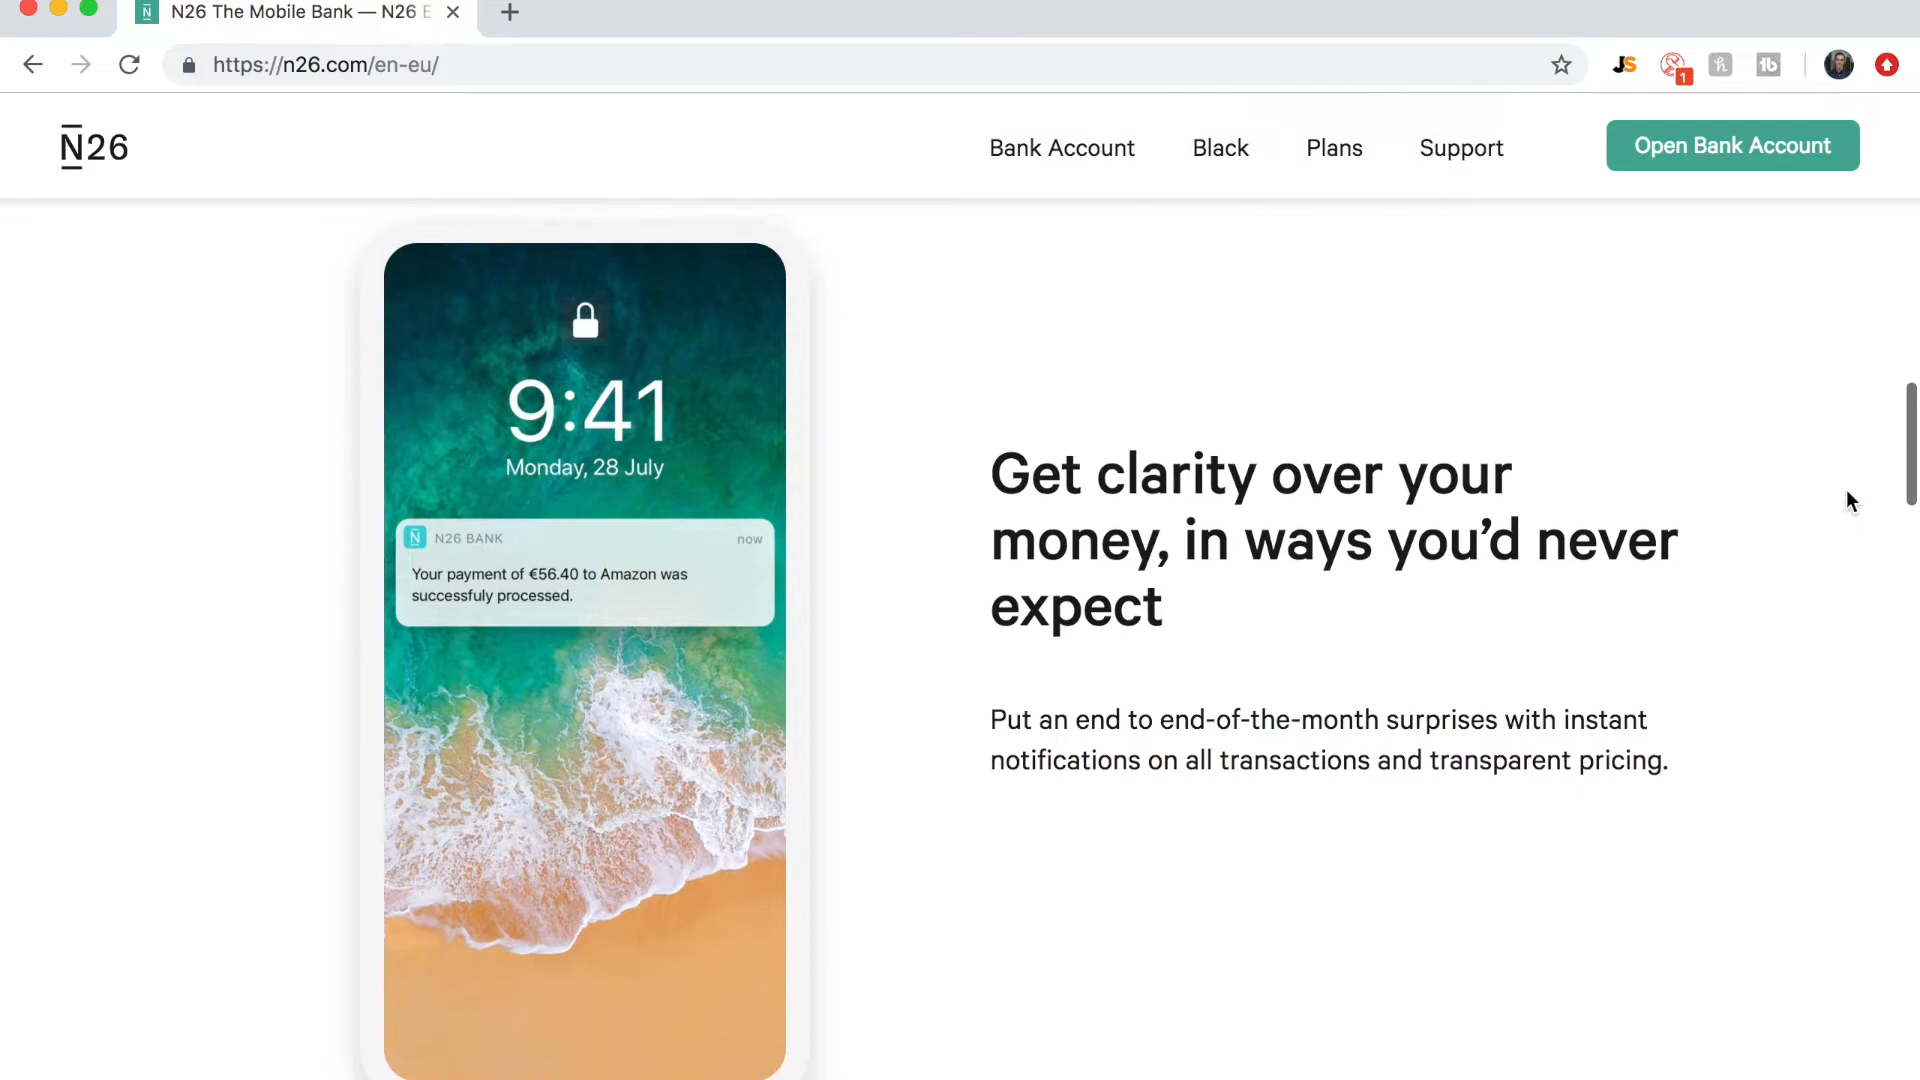 N26 The Mobile Bank — N26 E
https://n26.com/en-eu/
JS
1
N26
Bank Account
Black
Plans
Support
Open Bank Account
9:41
Monday, 28 July
N26 BANK
now
Your payment of €56.40 to Amazon was
successfuly processed.
Get clarity over your
money, in ways you’d never
expect
Put an end to end-of-the-month surprises with instant
notifications on all transactions and transparent pricing.